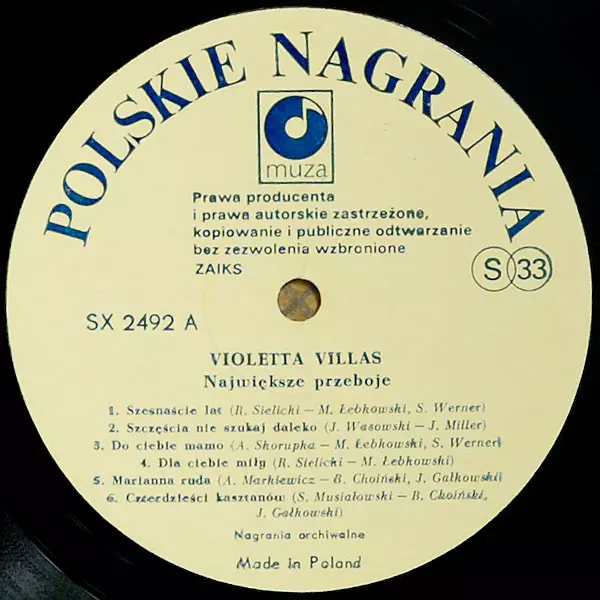 POLSKIE NAGRANIA
muza
Prawa producenta
i prawa autorskie zastrzeżone,
kopiowanie i publiczne odtwarzanie
bez zezwolenia wzbronione
ZAIKS
S 33
SX 2492 A
VIOLETTA VILLAS
Największe przeboje
1. Szesnaście lat (R. Sielicki — M. Łebkowski, S. Werner)
2. Szczęścia nie szukaj daleko (J. Wasowski — J. Miller)
3. Do ciebie mamo (A. Skorupka — M. Łebkowski, S. Werner)
4. Dla ciebie miły (R. Sielicki — M. Łebkowski)
5. Marianna ruda (A. Markiewicz — B. Choiński, J. Gałkowski)
6. Czterdzieści kasztanów (S. Musiałowski — B. Choiński,
J. Gałkowski)
Nagrania archiwalne
Made in Poland